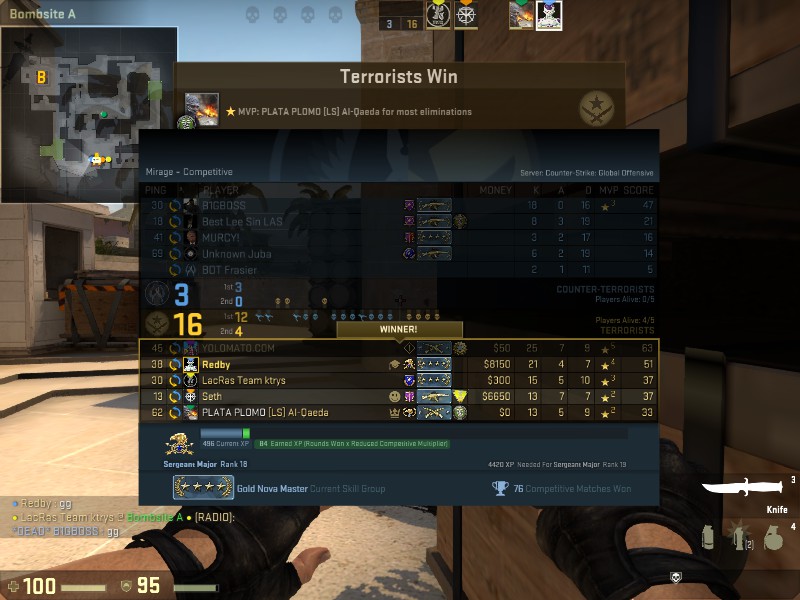 Bombsite A
3 16
B
Terrorists Win
MVP: PLATA PLOMO [LS] Al-Qaeda for most eliminations
Mirage - Competitive
Server: Counter-Strike: Global Offensive
PING PLAYER MONEY K A D MVP SCORE
30 B1GBOSS 18 0 16 47
18 Best Lee Sin LAS 8 3 19 21
41 MURCY! 3 2 17 16
69 Unknown Juba 6 2 19 14
BOT Frasier 2 1 11 5
3 1st 3
2nd 0
COUNTER-TERRORISTS
Players Alive: 0/5
16 1st 12
2nd 4
Players Alive: 4/5
TERRORISTS
WINNER!
45 YOLOMATO.COM $50 25 7 9 63
38 Redby $8150 21 4 7 51
30 LacRas Team ktrys $300 15 5 10 3 37
13 Seth $6650 13 7 7 2 37
62 PLATA PLOMO [LS] Al-Qaeda $0 13 5 9 2 33
496 Current XP
84 Earned XP (Rounds Won x Reduced Competitive Multiplier)
Sergeant Major Rank 18
4420 XP Needed For Sergeant Major Rank 19
Gold Nova Master Current Skill Group
76 Competitive Matches Won
Redby : gg
LacRas Team ktrys @ Bombsite A (RADIO):
*DEAD* B1GBOSS : gg
3
Knife
4
(2)
100
95